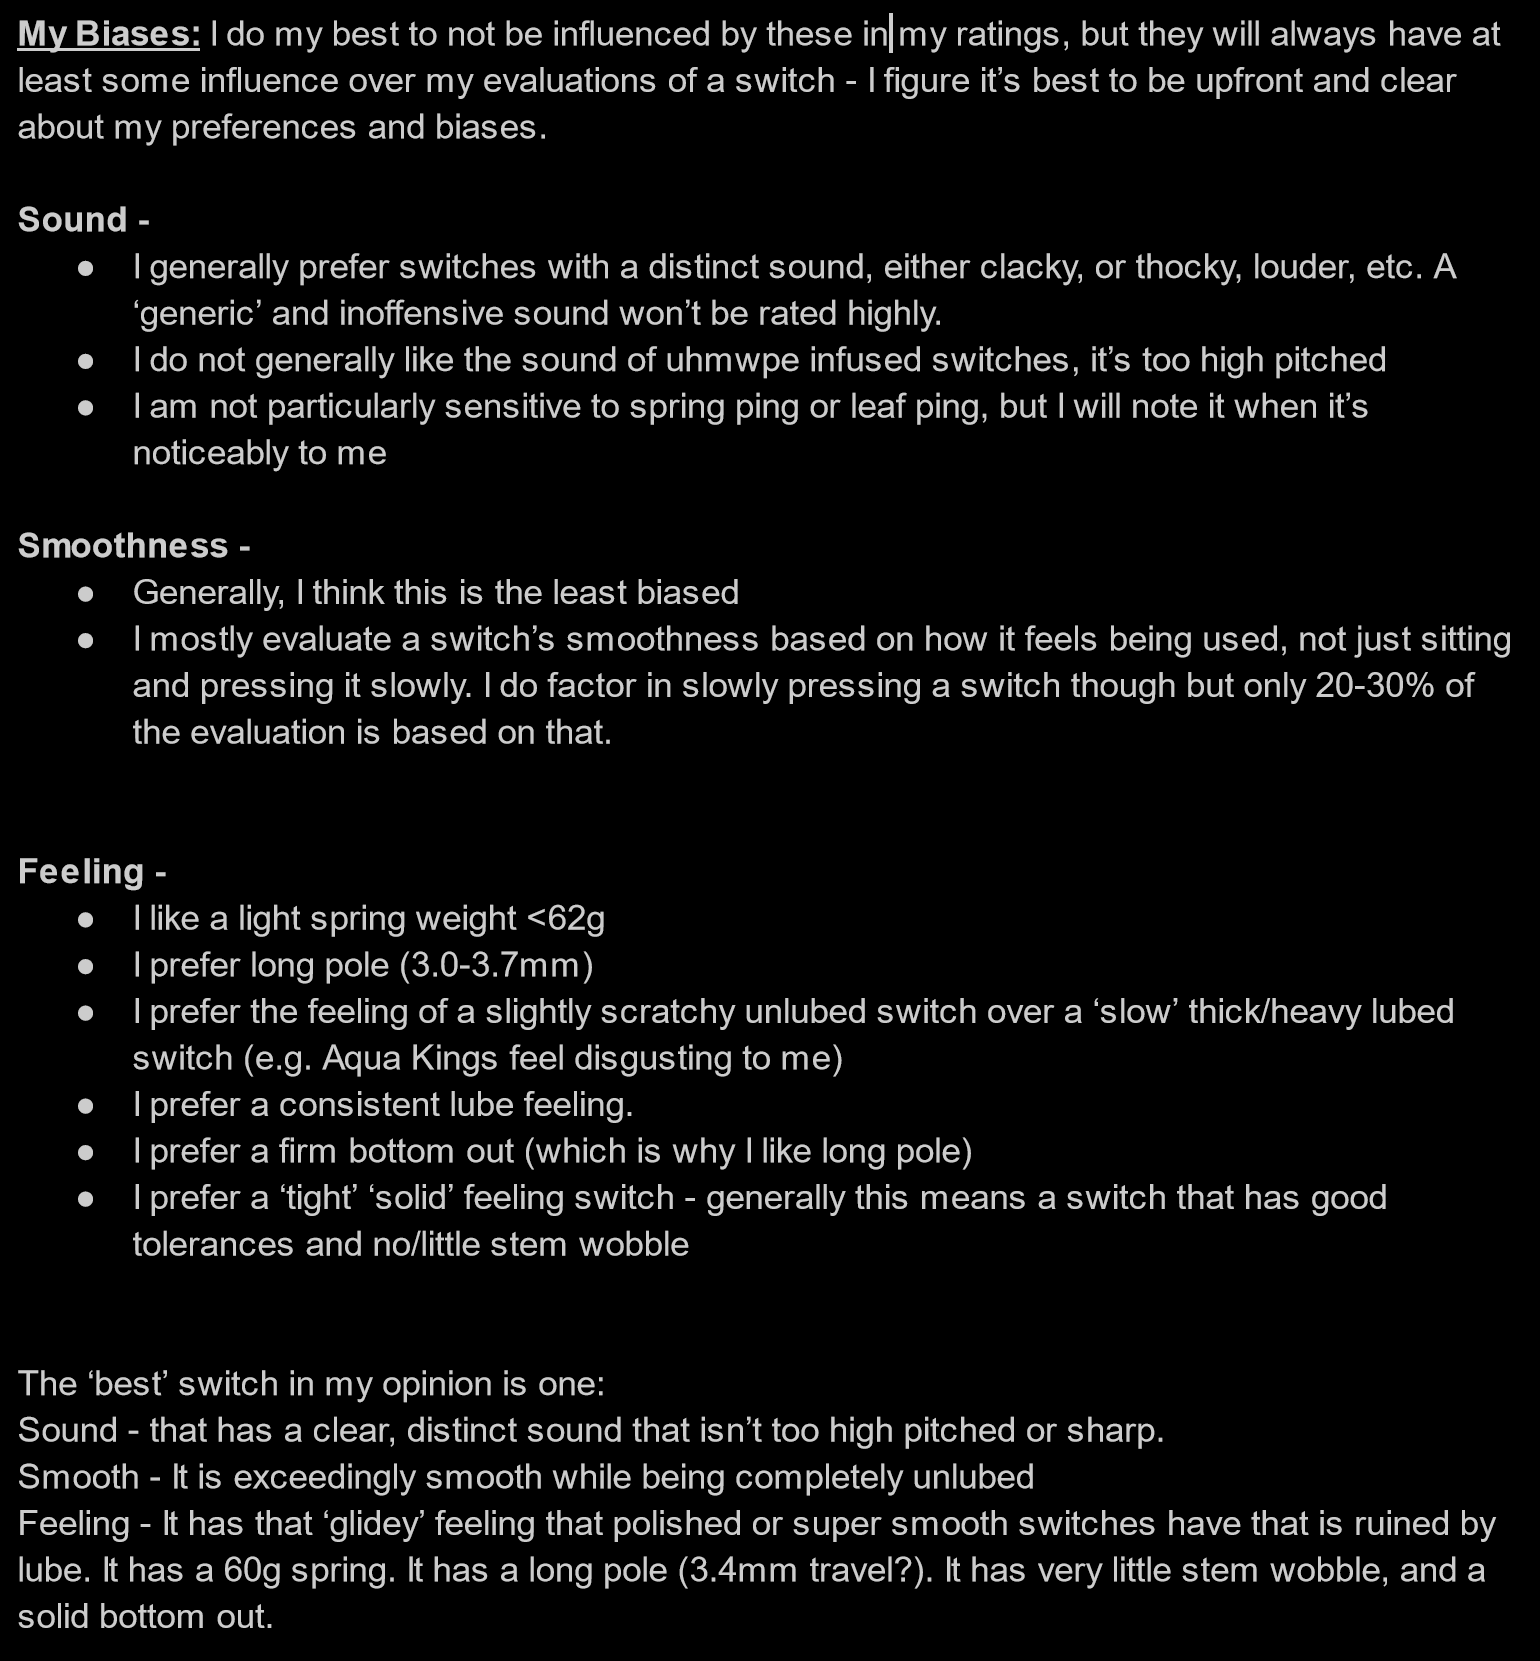 My Biases: I do my best to not be influenced by these in my ratings, but they will always have at
least some influence over my evaluations of a switch - I figure it’s best to be upfront and clear
about my preferences and biases.
Sound -
● I generally prefer switches with a distinct sound, either clacky, or thocky, louder, etc. A
‘generic’ and inoffensive sound won’t be rated highly.
● I do not generally like the sound of uhmwpe infused switches, it’s too high pitched
● I am not particularly sensitive to spring ping or leaf ping, but I will note it when it’s
noticeably to me
Smoothness -
● Generally, I think this is the least biased
● I mostly evaluate a switch’s smoothness based on how it feels being used, not just sitting
and pressing it slowly. I do factor in slowly pressing a switch though but only 20-30% of
the evaluation is based on that.
Feeling -
● I like a light spring weight <62g
● I prefer long pole (3.0-3.7mm)
● I prefer the feeling of a slightly scratchy unlubed switch over a ‘slow’ thick/heavy lubed
switch (e.g. Aqua Kings feel disgusting to me)
● I prefer a consistent lube feeling.
● I prefer a firm bottom out (which is why I like long pole)
● I prefer a ‘tight’ ‘solid’ feeling switch - generally this means a switch that has good
tolerances and no/little stem wobble
The ‘best’ switch in my opinion is one:
Sound - that has a clear, distinct sound that isn’t too high pitched or sharp.
Smooth - It is exceedingly smooth while being completely unlubed
Feeling - It has that ‘glidey’ feeling that polished or super smooth switches have that is ruined by
lube. It has a 60g spring. It has a long pole (3.4mm travel?). It has very little stem wobble, and a
solid bottom out.